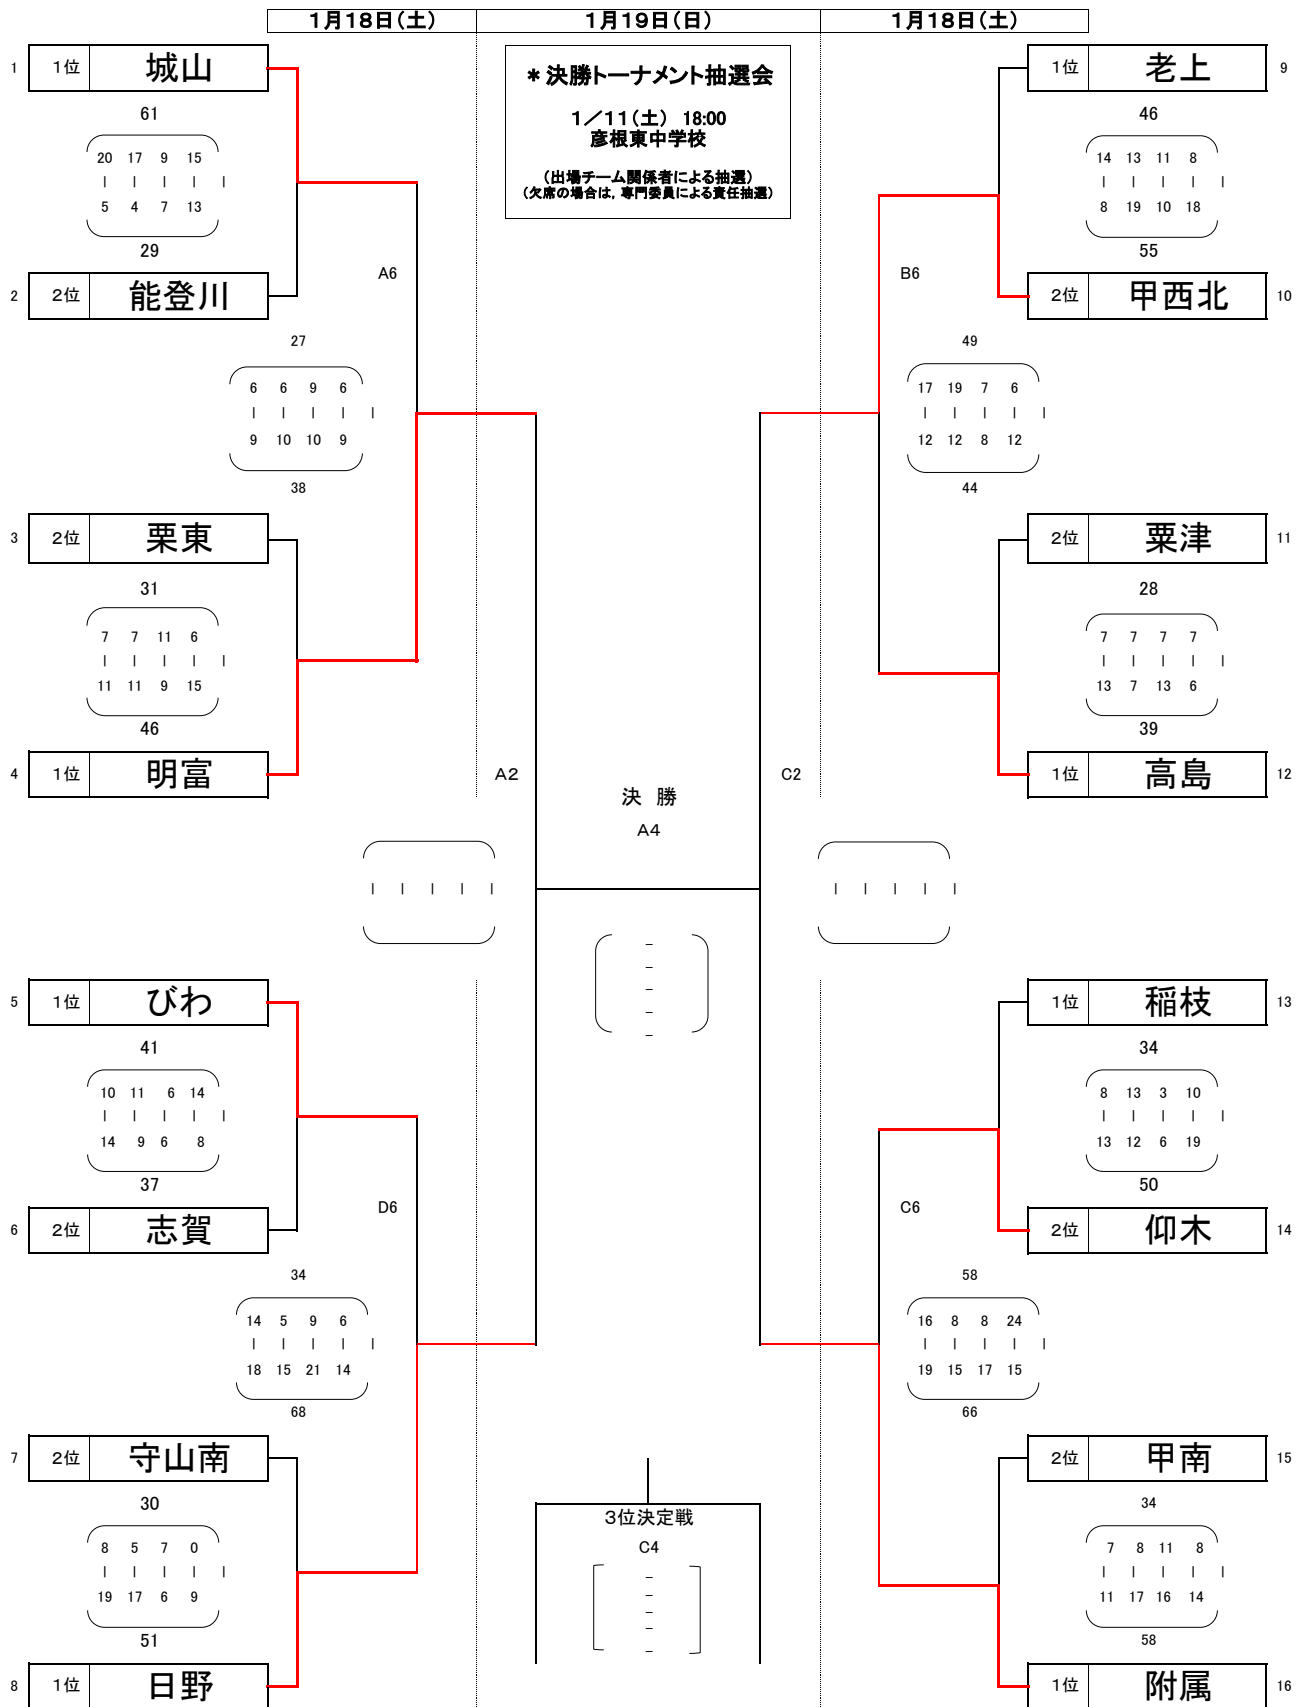 1月18日(土) 1月19日(日) 1月18日(土)
*決勝トーナメント抽選会
1/11(土) 18:00
彦根東中学校
(出場チーム関係者による抽選)
(欠席の場合は,専門委員による責任抽選)
1 1位 城山
61
20 17 9 15
5 4 7 13
29
2 2位 能登川
A6
27
6 6 9 6
9 10 10 9
38
3 2位 栗東
31
7 7 11 6
11 11 9 15
46
4 1位 明富
A2
5 1位 びわ
41
10 11 6 14
14 9 6 8
37
6 2位 志賀
D6
34
14 5 9 6
18 15 21 14
68
7 2位 守山南
30
8 5 7 0
19 17 6 9
51
8 1位 日野
決勝
A4
3位決定戦
C4
1位 老上 9
46
14 13 11 8
8 19 10 18
55
2位 甲西北 10
B6
49
17 19 7 6
12 12 8 12
44
2位 粟津 11
28
7 7 7 7
13 7 13 6
39
1位 高島 12
C2
1位 稲枝 13
34
8 13 3 10
13 12 6 19
50
2位 仰木 14
C6
58
16 8 8 24
19 15 17 15
66
2位 甲南 15
34
7 8 11 8
11 17 16 14
58
1位 附属 16